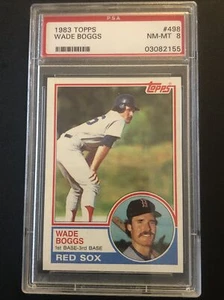 PSA
1983 TOPPS #498
WADE BOGGS NM-MT 8
03082155
TOPPS
WADE
BOGGS
1st BASE-3rd BASE
RED SOX
B